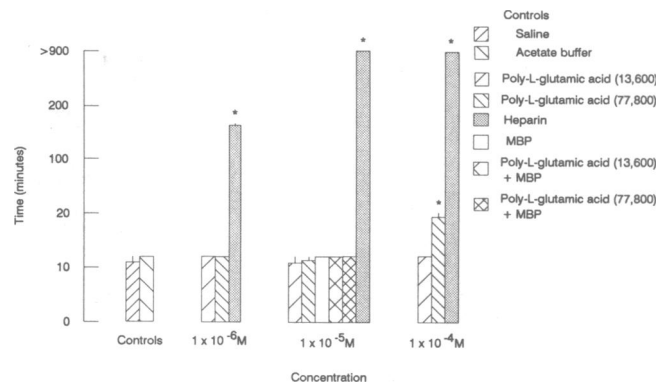 Controls
Saline
Acetate buffer
Poly-L-glutamic acid (13,600)
Poly-L-glutamic acid (77,800)
Heparin
MBP
Poly-L-glutamic acid (13,600)
+ MBP
Poly-L-glutamic acid (77,800)
+ MBP
Time (minutes)
>900
200
100
20
10
0
*
*
*
*
Controls
1 x 10 -6M
1 x 10 -5M
1 x 10 -4M
Concentration